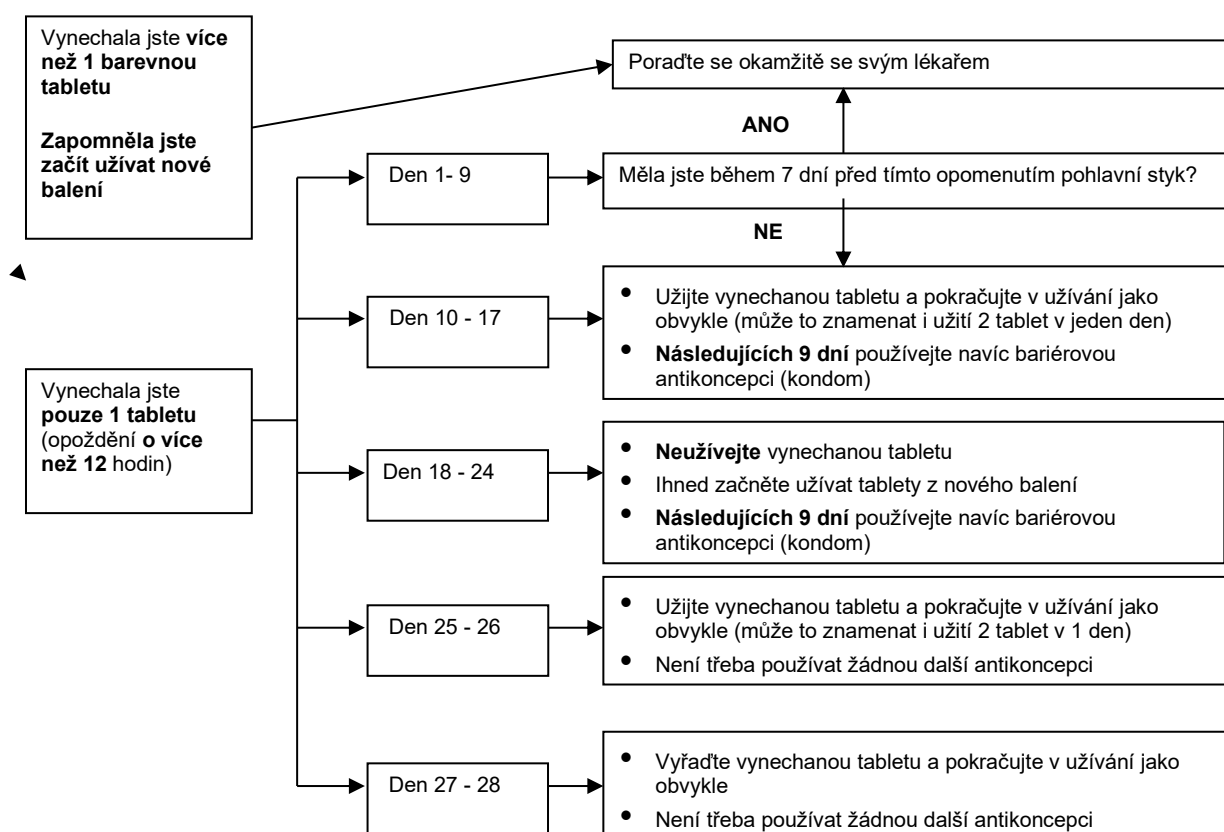 Vynechala jste více
než 1 barevnou
tabletu
Zapomněla jste
začít užívat nové
balení
Poraďte se okamžitě se svým lékařem
ANO
Den 1- 9
Měla jste během 7 dní před tímto opomenutím pohlavní styk?
NE
Den 10 - 17
• Užijte vynechanou tabletu a pokračujte v užívání jako
obvykle (může to znamenat i užití 2 tablet v jeden den)
• Následujících 9 dní používejte navíc bariérovou
antikoncepci (kondom)
Vynechala jste
pouze 1 tabletu
(opoždění o více
než 12 hodin)
Den 18 - 24
• Neužívejte vynechanou tabletu
• Ihned začněte užívat tablety z nového balení
• Následujících 9 dní používejte navíc bariérovou
antikoncepci (kondom)
Den 25 - 26
• Užijte vynechanou tabletu a pokračujte v užívání jako
obvykle (může to znamenat i užití 2 tablet v 1 den)
• Není třeba používat žádnou další antikoncepci
Den 27 - 28
• Vyřaďte vynechanou tabletu a pokračujte v užívání jako
obvykle
• Není třeba používat žádnou další antikoncepci